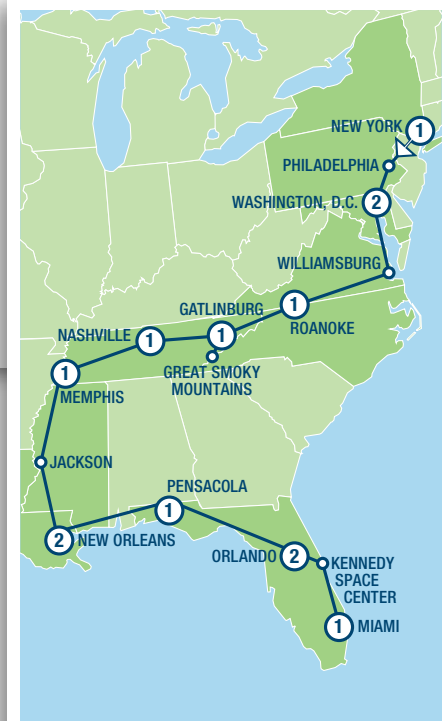 NEW YORK 1
PHILADELPHIA
WASHINGTON, D.C. 2
WILLIAMSBURG
GATLINBURG
1
1
ROANOKE
NASHVILLE 1
GREAT SMOKY
MOUNTAINS
1
MEMPHIS
JACKSON
PENSACOLA
1
2 NEW ORLEANS
ORLANDO 2
KENNEDY
SPACE
CENTER
1 MIAMI